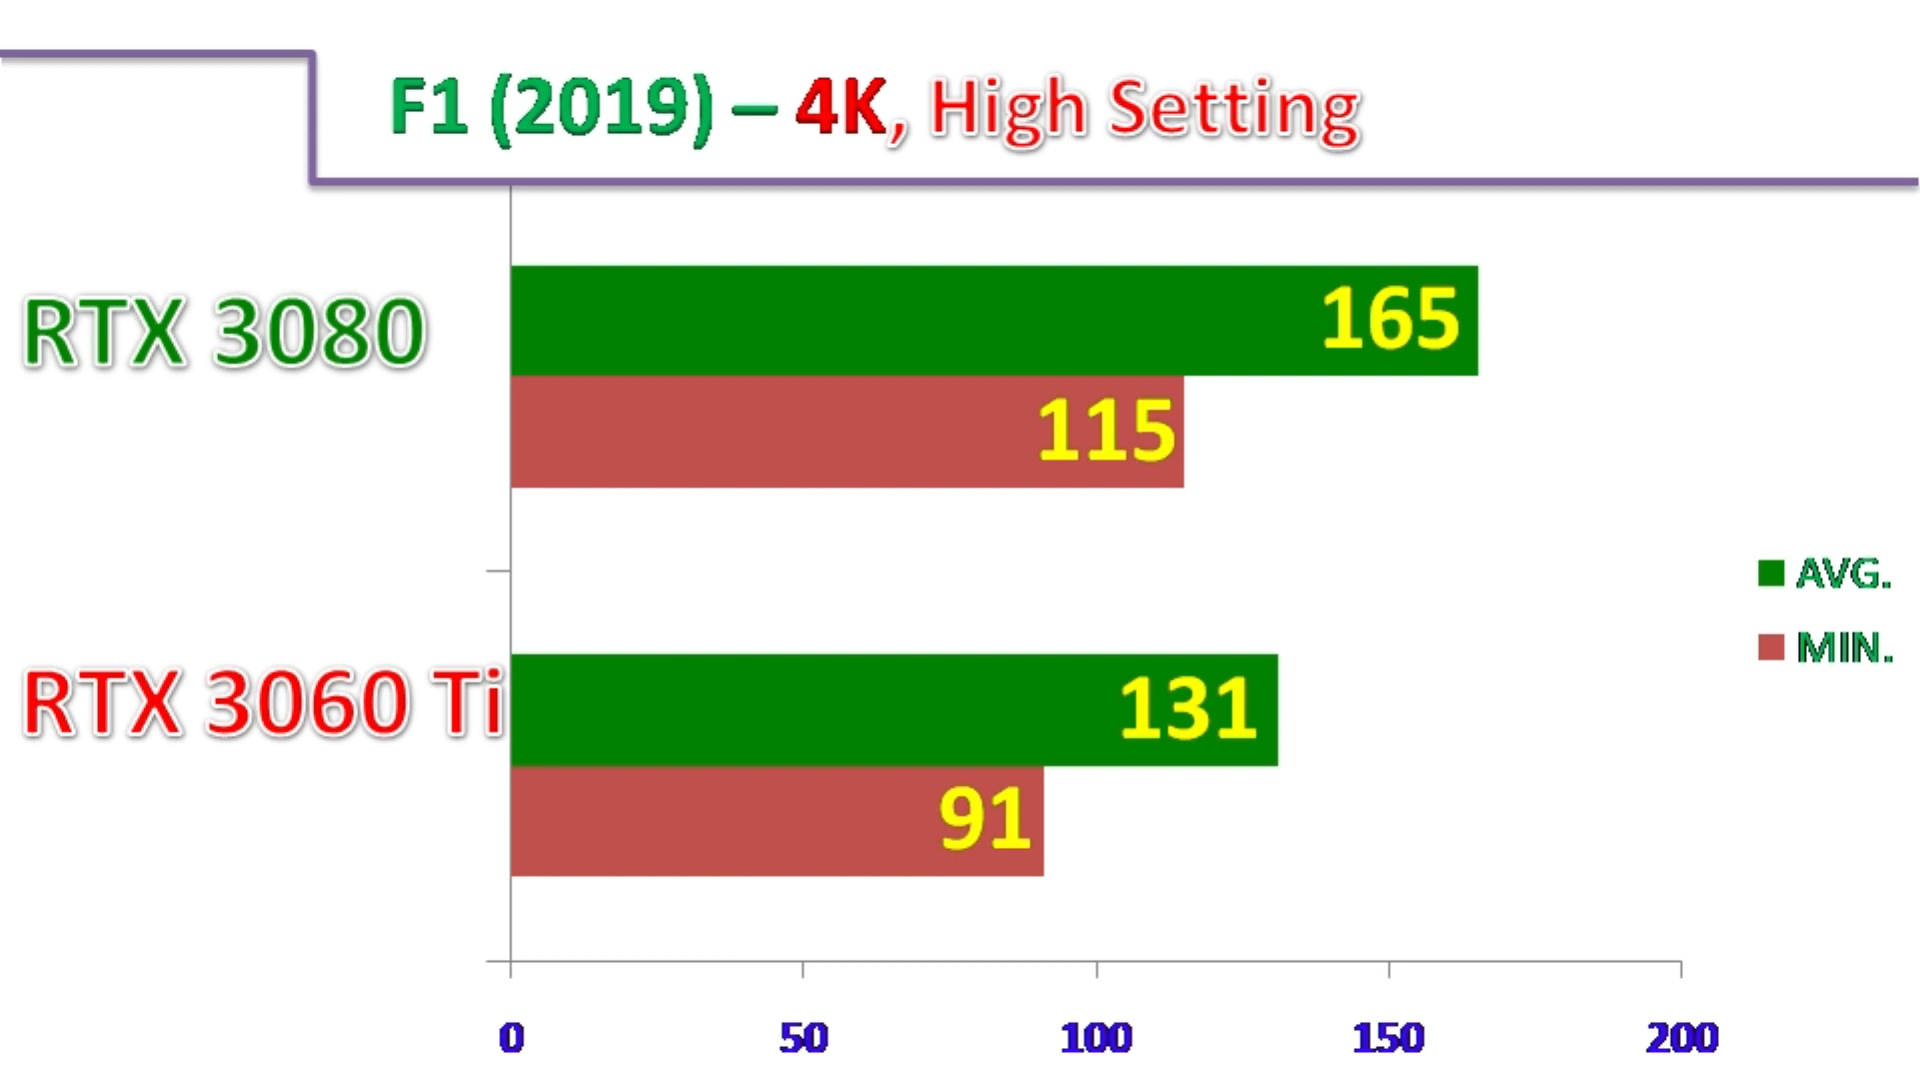 F1 (2019) – 4K, High Setting
RTX 3080
165
115
AVG.
MIN.
RTX 3060 Ti
131
91
0 50 100 150 200